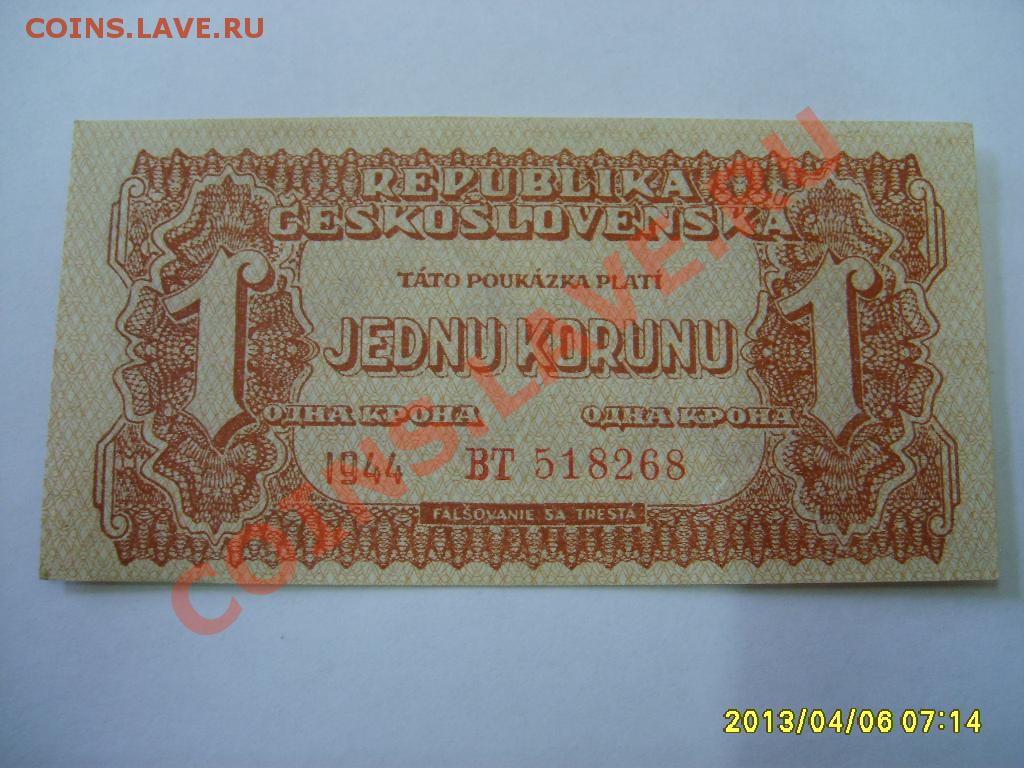 COINS.LAVE.RU
REPUBLIKA
ČESKOSLOVENSKA
TÁTO POUKÁZKA PLATÍ
JEDNU KORUNU
1 1
ОДНА КРОНА ОДНА КРОНА
1944 BT 518268
FALŠOVANIE SA TRESTÁ
COINS.LAVE.RU
2013/04/06 07:14